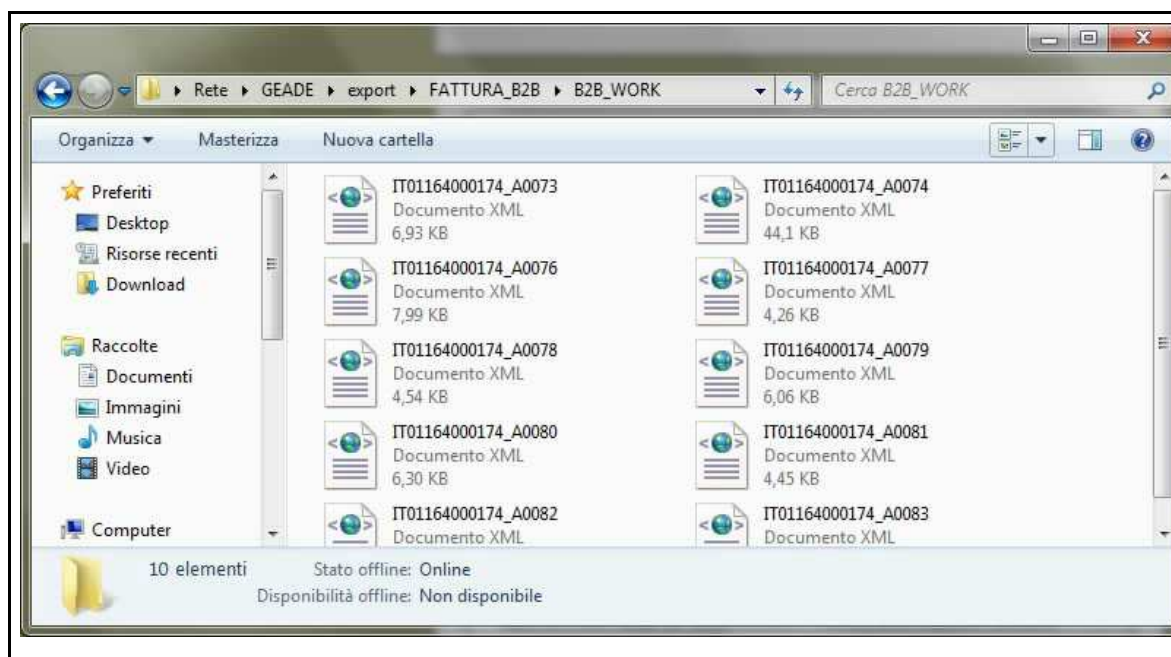 Rete ▸ GEADE ▸ export ▸ FATTURA_B2B ▸ B2B_WORK
Cerca B2B_WORK
Organizza
Masterizza
Nuova cartella
Preferiti
Desktop
Risorse recenti
Download
Raccolte
Documenti
Immagini
Musica
Video
Computer
IT01164000174_A0073
Documento XML
6,93 KB
IT01164000174_A0074
Documento XML
44,1 KB
IT01164000174_A0076
Documento XML
7,99 KB
IT01164000174_A0077
Documento XML
4,26 KB
IT01164000174_A0078
Documento XML
4,54 KB
IT01164000174_A0079
Documento XML
6,06 KB
IT01164000174_A0080
Documento XML
6,30 KB
IT01164000174_A0081
Documento XML
4,45 KB
IT01164000174_A0082
Documento XML
IT01164000174_A0083
Documento XML
10 elementi
Stato offline: Online
Disponibilità offline: Non disponibile